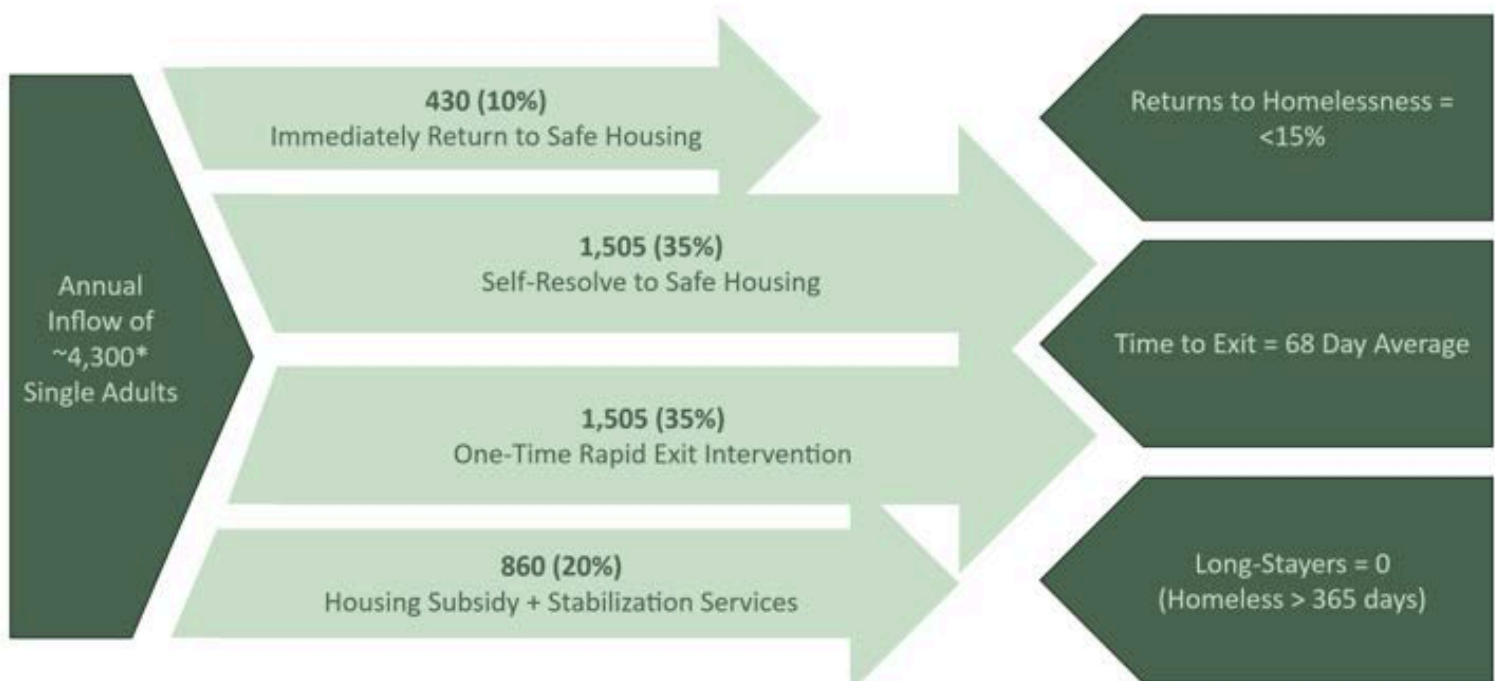 Annual
Inflow of
~4,300*
Single Adults
430 (10%)
Immediately Return to Safe Housing
1,505 (35%)
Self-Resolve to Safe Housing
1,505 (35%)
One-Time Rapid Exit Intervention
860 (20%)
Housing Subsidy + Stabilization Services
Returns to Homelessness =
<15%
Time to Exit = 68 Day Average
Long-Stayers = 0
(Homeless > 365 days)